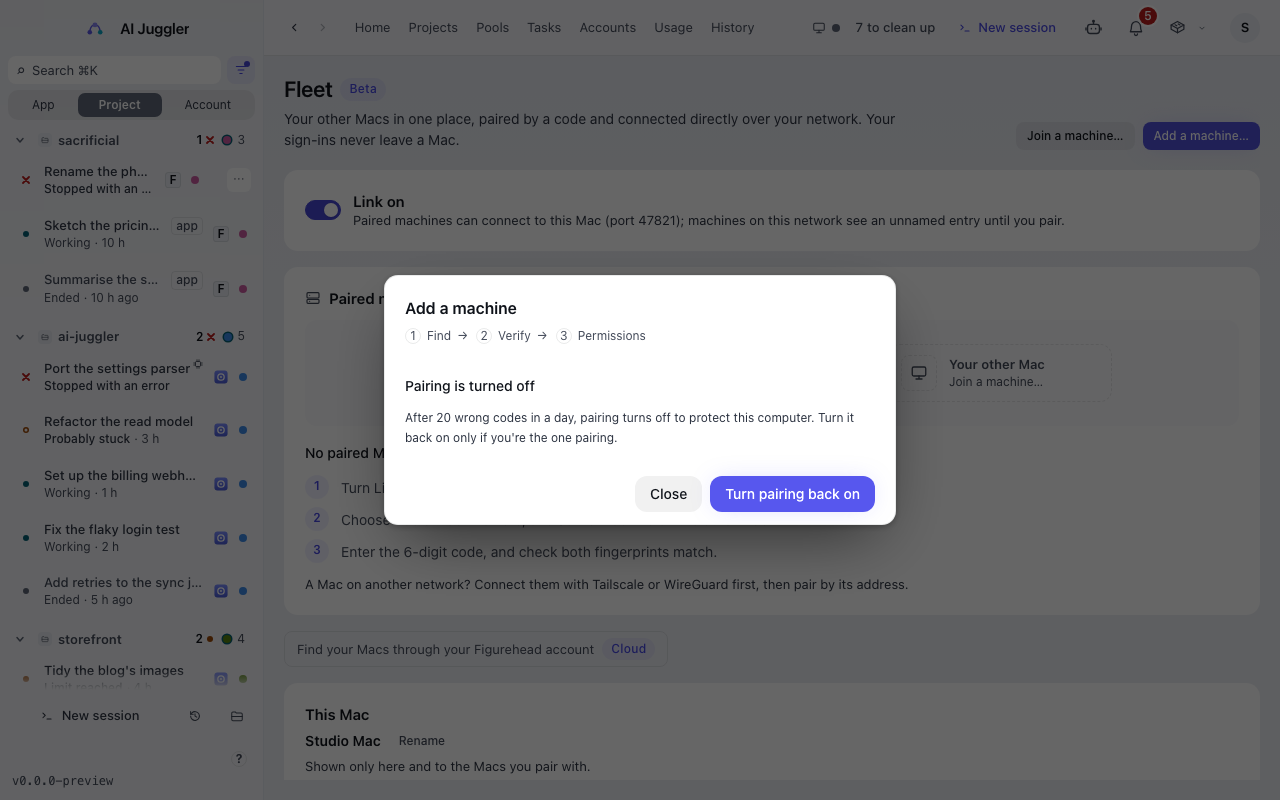 AI Juggler
Search ⌘K
App
Project
Account
sacrificial
1
3
Rename the ph...
Stopped with an ...
F
...
Sketch the pricin...
app
Working · 10 h
F
Summarise the s...
app
Ended · 10 h ago
F
ai-juggler
2
5
Port the settings parser
Stopped with an error
Refactor the read model
Probably stuck · 3 h
Set up the billing webh...
Working · 1 h
Fix the flaky login test
Working · 2 h
Add retries to the sync j...
Ended · 5 h ago
storefront
2
4
Tidy the blog's images
New session
?
v0.0.0-preview
Home
Projects
Pools
Tasks
Accounts
Usage
History
7 to clean up
New session
5
S
Fleet
Beta
Your other Macs in one place, paired by a code and connected directly over your network. Your
sign-ins never leave a Mac.
Join a machine...
Add a machine...
Link on
Paired machines can connect to this Mac (port 47821); machines on this network see an unnamed entry until you pair.
Paired
Your other Mac
Join a machine...
Add a machine
1 Find → 2 Verify → 3 Permissions
Pairing is turned off
After 20 wrong codes in a day, pairing turns off to protect this computer. Turn it
back on only if you're the one pairing.
Close
Turn pairing back on
No paired
1 Turn
2
3 Enter the 6-digit code, and check both fingerprints match.
A Mac on another network? Connect them with Tailscale or WireGuard first, then pair by its address.
Find your Macs through your Figurehead account
Cloud
This Mac
Studio Mac
Rename
Shown only here and to the Macs you pair with.